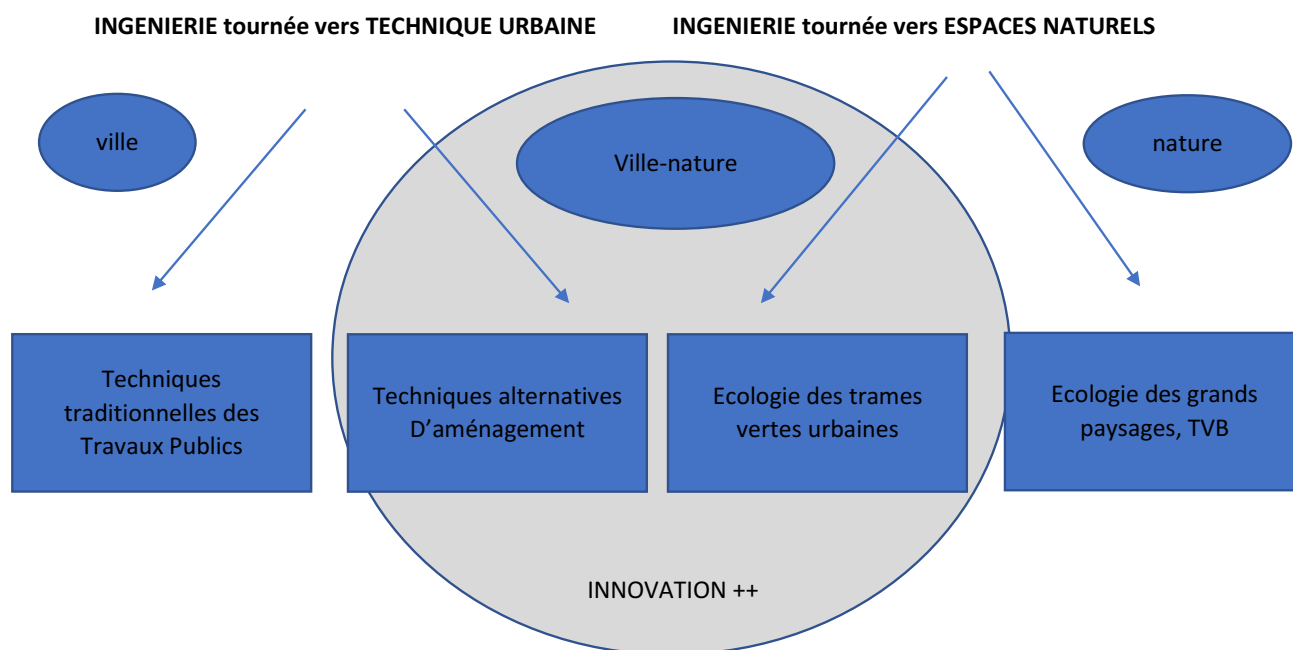 INGENIERIE tournée vers TECHNIQUE URBAINE
INGENIERIE tournée vers ESPACES NATURELS
ville
Ville-nature
nature
Techniques
traditionnelles des
Travaux Publics
Techniques alternatives
D’aménagement
Ecologie des trames
vertes urbaines
Ecologie des grands
paysages, TVB
INNOVATION ++